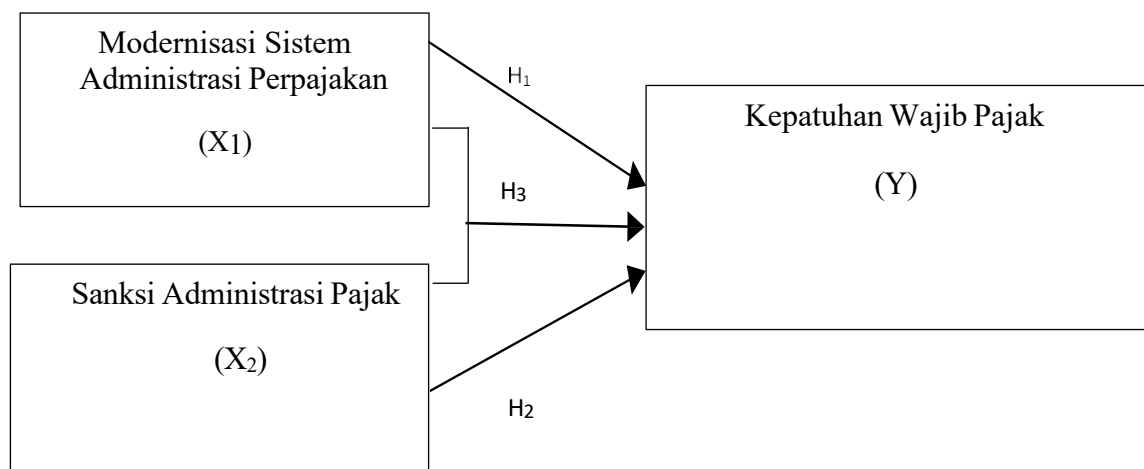 Modernisasi Sistem
Administrasi Perpajakan
(X1)
H1
Kepatuhan Wajib Pajak
(Y)
H3
Sanksi Administrasi Pajak
(X2)
H2